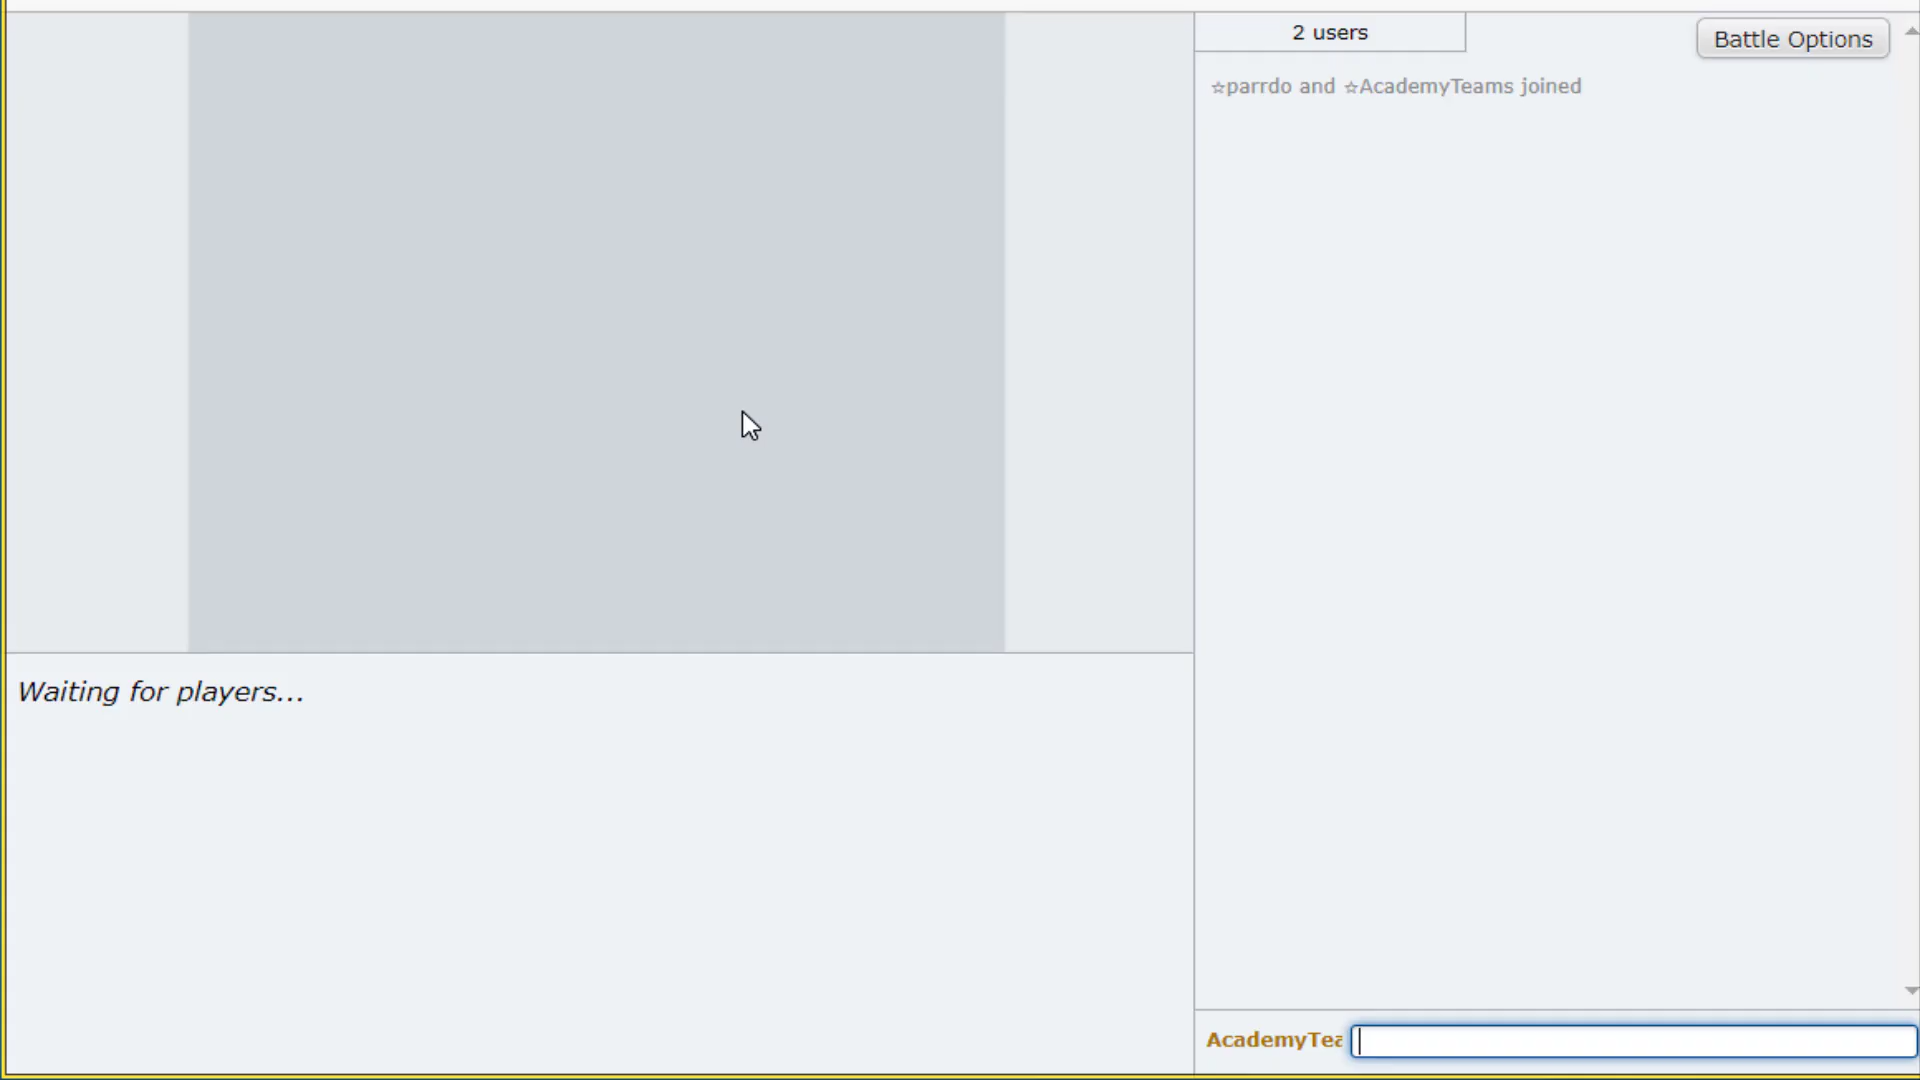 2 users
Battle Options
☆parrdo and ☆AcademyTeams joined
Waiting for players...
AcademyTea